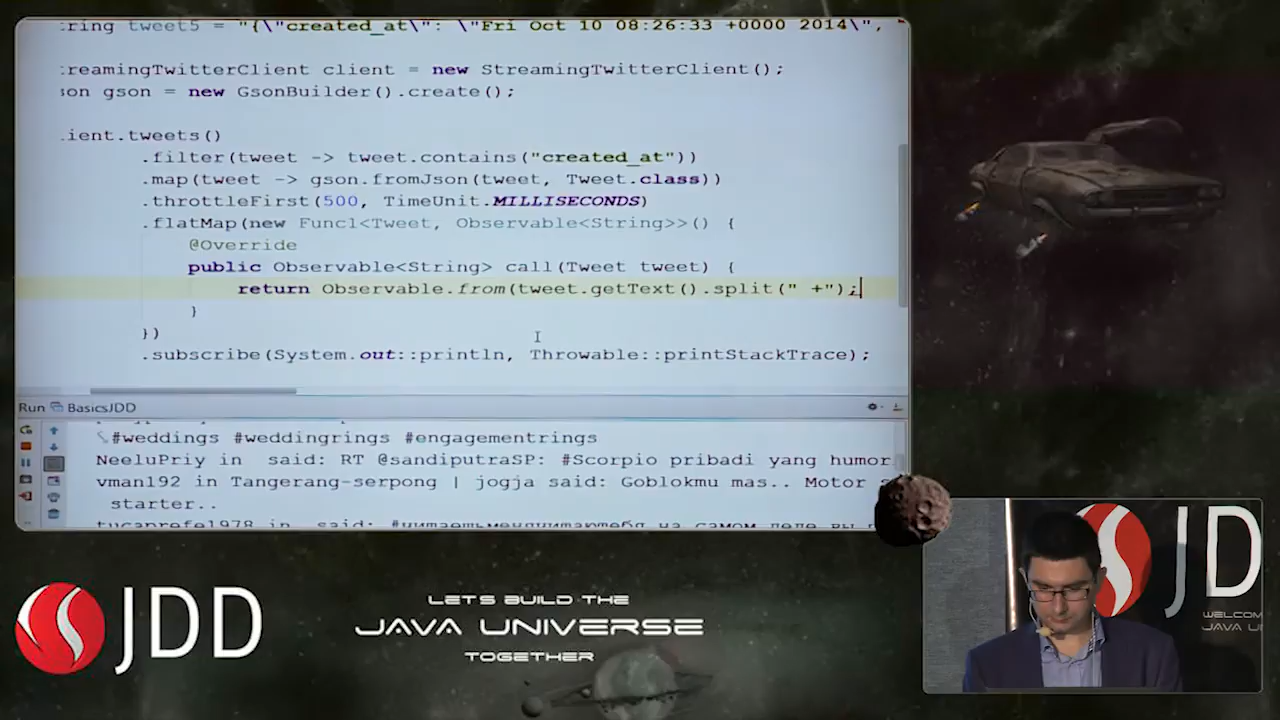 :ring tweet5 = "{\"created_at\": \"Fri Oct 10 08:26:33 +0000 2014\",
:reamingTwitterClient client = new StreamingTwitterClient();
:son gson = new GsonBuilder().create();
.ient.tweets()
.filter(tweet -> tweet.contains("created_at"))
.map(tweet -> gson.fromJson(tweet, Tweet.class))
.throttleFirst(500, TimeUnit.MILLISECONDS)
.flatMap(new Func1<Tweet, Observable<String>>() {
@Override
public Observable<String> call(Tweet tweet) {
return Observable.from(tweet.getText().split(" +");
}
})
.subscribe(System.out::println, Throwable::printStackTrace);
Run BasicsJDD
#weddings #weddingrings #engagementrings
NeeluPriy in said: RT @sandiputraSP: #Scorpio pribadi yang humor
vman192 in Tangerang-serpong | jogja said: Goblokmu mas.. Motor
starter..
JDD
LETS BUILD THE
JAVA UNIVERSE
TOGETHER
JD
WELCOM
JAVA UNI